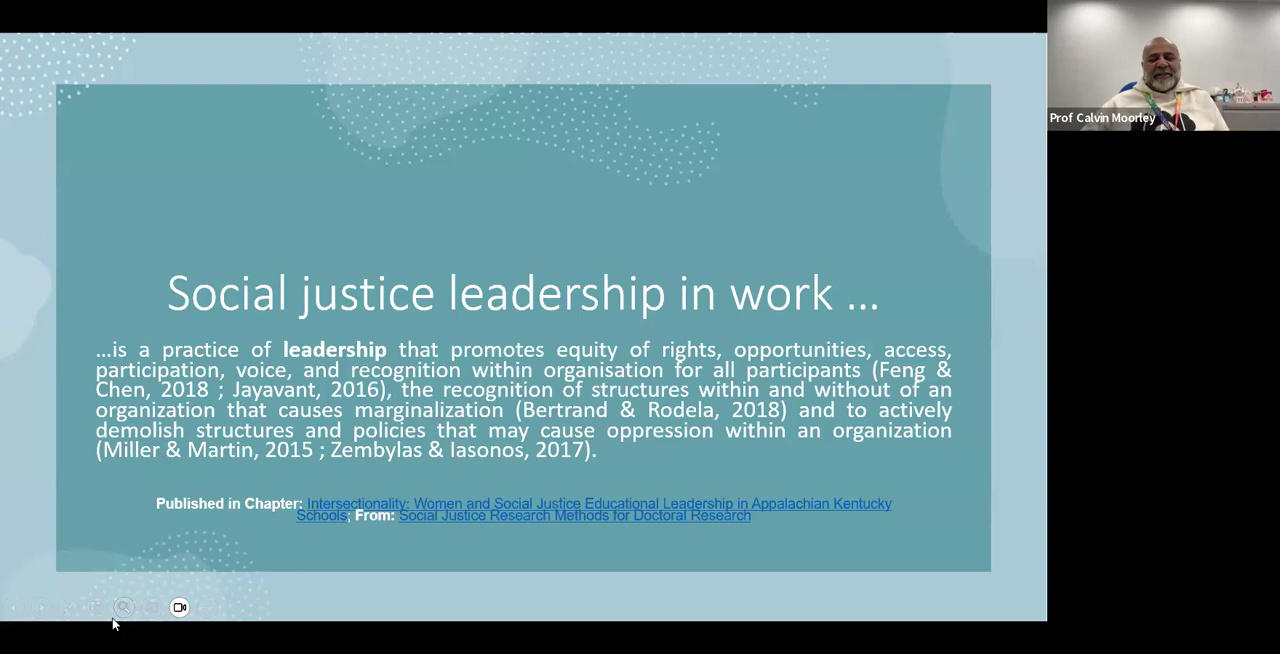 Social justice leadership in work ...
...is a practice of leadership that promotes equity of rights, opportunities, access,
participation, voice, and recognition within organisation for all participants (Feng &
Chen, 2018 ; Jayavant, 2016), the recognition of structures within and without of an
organization that causes marginalization (Bertrand & Rodela, 2018) and to actively
demolish structures and policies that may cause oppression within an organization
(Miller & Martin, 2015 ; Zembylas & Iasonos, 2017).
Published in Chapter: Intersectionality: Women and Social Justice Educational Leadership in Appalachian Kentucky
Schools; From: Social Justice Research Methods for Doctoral Research
Prof Calvin Moorley